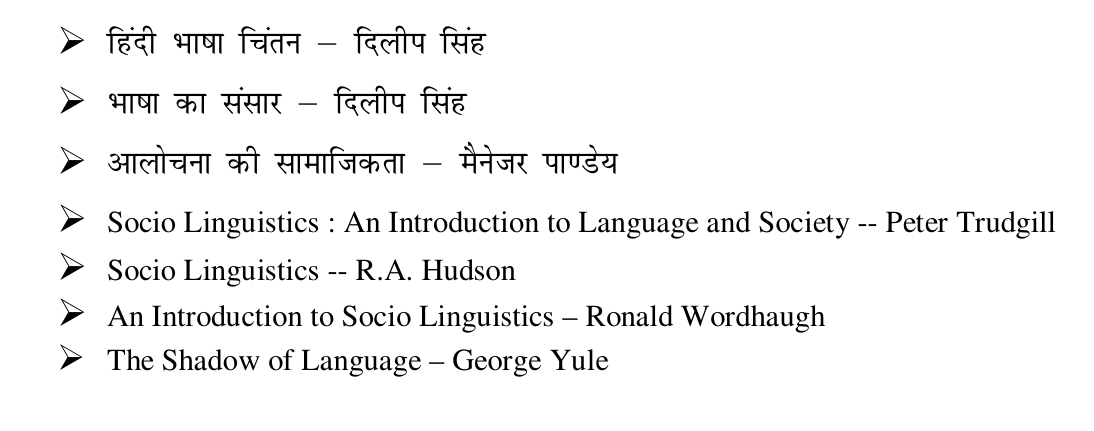 ➢ हिंदी भाषा चिंतन – दिलीप सिंह
➢ भाषा का संसार – दिलीप सिंह
➢ आलोचना की सामाजिकता – मैनेजर पाण्डेय
➢ Socio Linguistics : An Introduction to Language and Society -- Peter Trudgill
➢ Socio Linguistics -- R.A. Hudson
➢ An Introduction to Socio Linguistics – Ronald Wordhaugh
➢ The Shadow of Language – George Yule